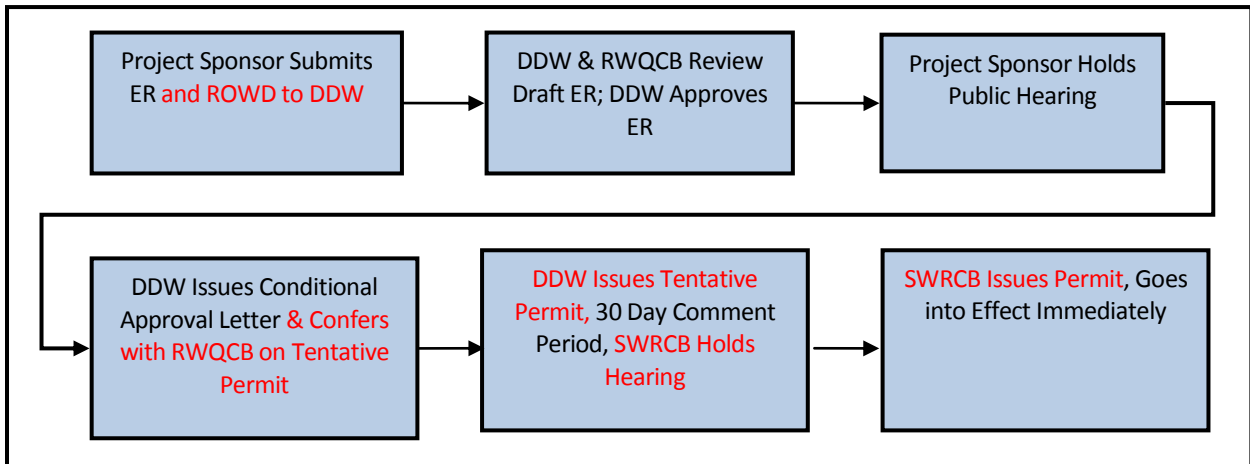 Project Sponsor Submits
ER and ROWD to DDW
DDW & RWQCB Review
Draft ER; DDW Approves
ER
Project Sponsor Holds
Public Hearing
DDW Issues Conditional
Approval Letter & Confers
with RWQCB on Tentative
Permit
DDW Issues Tentative
Permit, 30 Day Comment
Period, SWRCB Holds
Hearing
SWRCB Issues Permit, Goes
into Effect Immediately